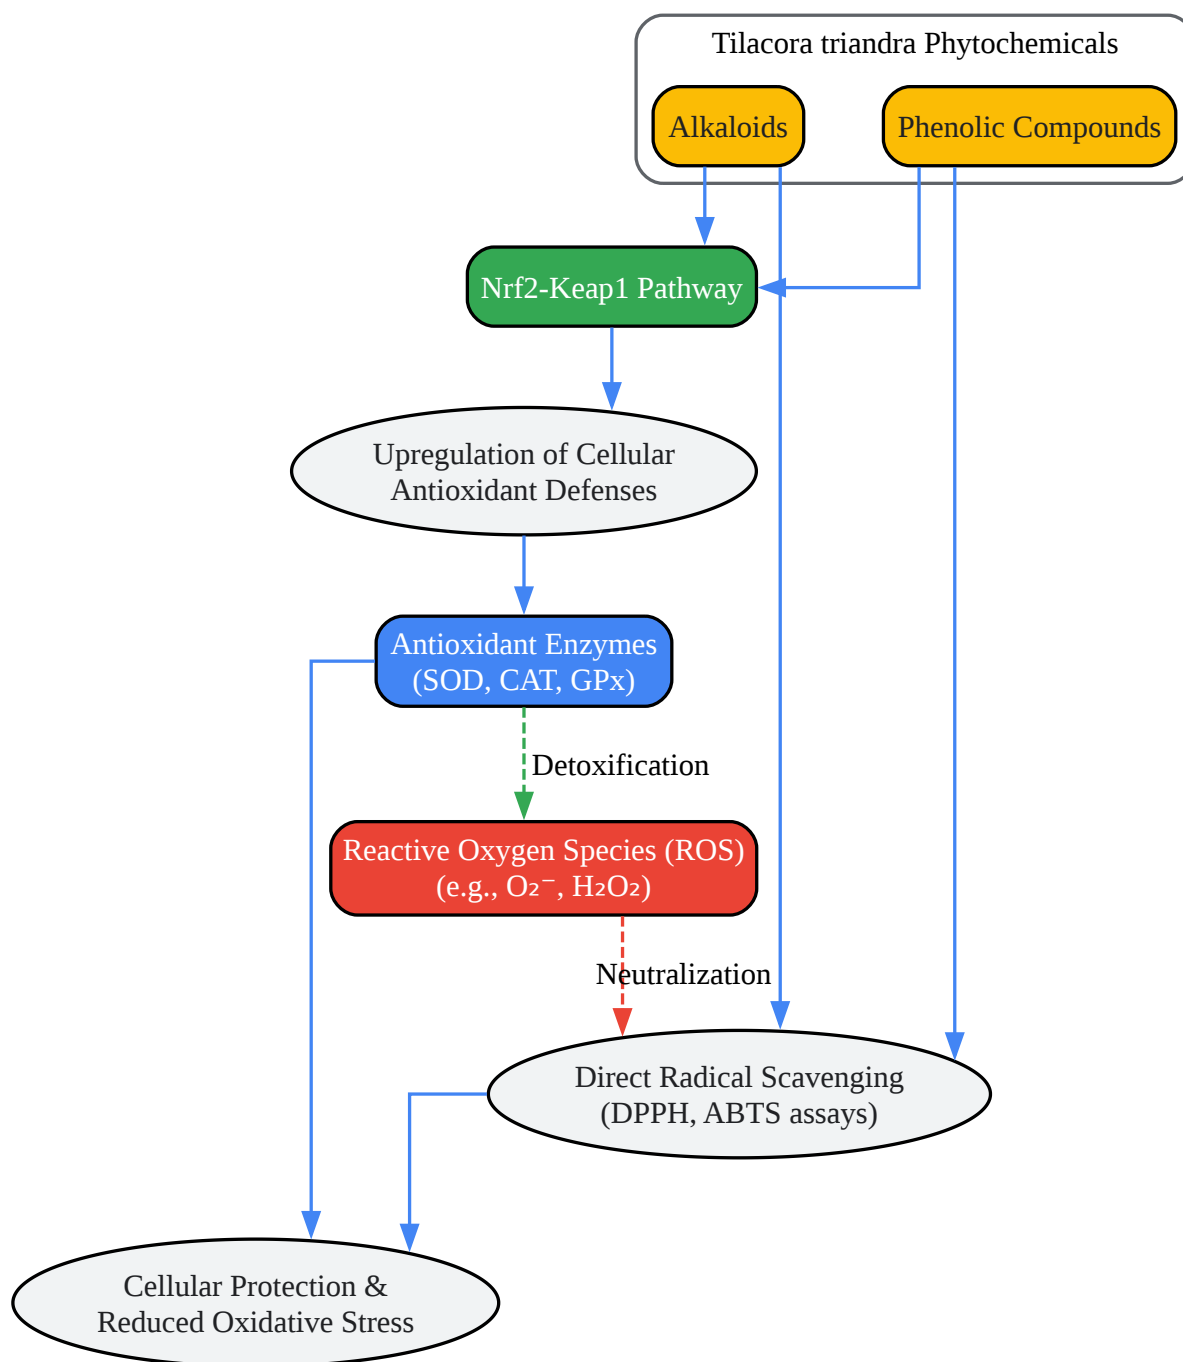 Tilacora triandra Phytochemicals
Alkaloids
Phenolic Compounds
Nrf2-Keap1 Pathway
Upregulation of Cellular
Antioxidant Defenses
Antioxidant Enzymes
(SOD, CAT, GPx)
Detoxification
Reactive Oxygen Species (ROS)
(e.g., O₂⁻, H₂O₂)
Neutralization
Direct Radical Scavenging
(DPPH, ABTS assays)
Cellular Protection &
Reduced Oxidative Stress